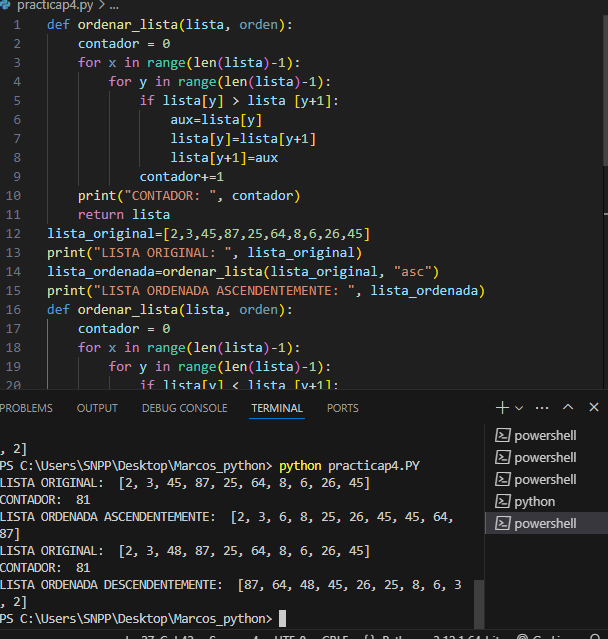 practicap4.py > ...
1 def ordenar_lista(lista, orden):
2 contador = 0
3 for x in range(len(lista)-1):
4 for y in range(len(lista)-1):
5 if lista[y] > lista [y+1]:
6 aux=lista[y]
7 lista[y]=lista[y+1]
8 lista[y+1]=aux
9 contador+=1
10 print("CONTADOR: ", contador)
11 return lista
12 lista_original=[2,3,45,87,25,64,8,6,26,45]
13 print("LISTA ORIGINAL: ", lista_original)
14 lista_ordenada=ordenar_lista(lista_original, "asc")
15 print("LISTA ORDENADA ASCENDENTEMENTE: ", lista_ordenada)
16 def ordenar_lista(lista, orden):
17 contador = 0
18 for x in range(len(lista)-1):
19 for y in range(len(lista)-1):
20 if lista[y] < lista [y+1]:
PROBLEMS OUTPUT DEBUG CONSOLE TERMINAL PORTS
, 2]
PS C:\Users\SNPP\Desktop\Marcos_python> python practicap4.PY
LISTA ORIGINAL:  [2, 3, 45, 87, 25, 64, 8, 6, 26, 45]
CONTADOR:  81
LISTA ORDENADA ASCENDENTEMENTE:  [2, 3, 6, 8, 25, 26, 45, 45, 64,
87]
LISTA ORIGINAL:  [2, 3, 48, 87, 25, 64, 8, 6, 26, 45]
CONTADOR:  81
LISTA ORDENADA DESCENDENTEMENTE:  [87, 64, 48, 45, 26, 25, 8, 6, 3
, 2]
PS C:\Users\SNPP\Desktop\Marcos_python>
powershell
powershell
powershell
python
powershell